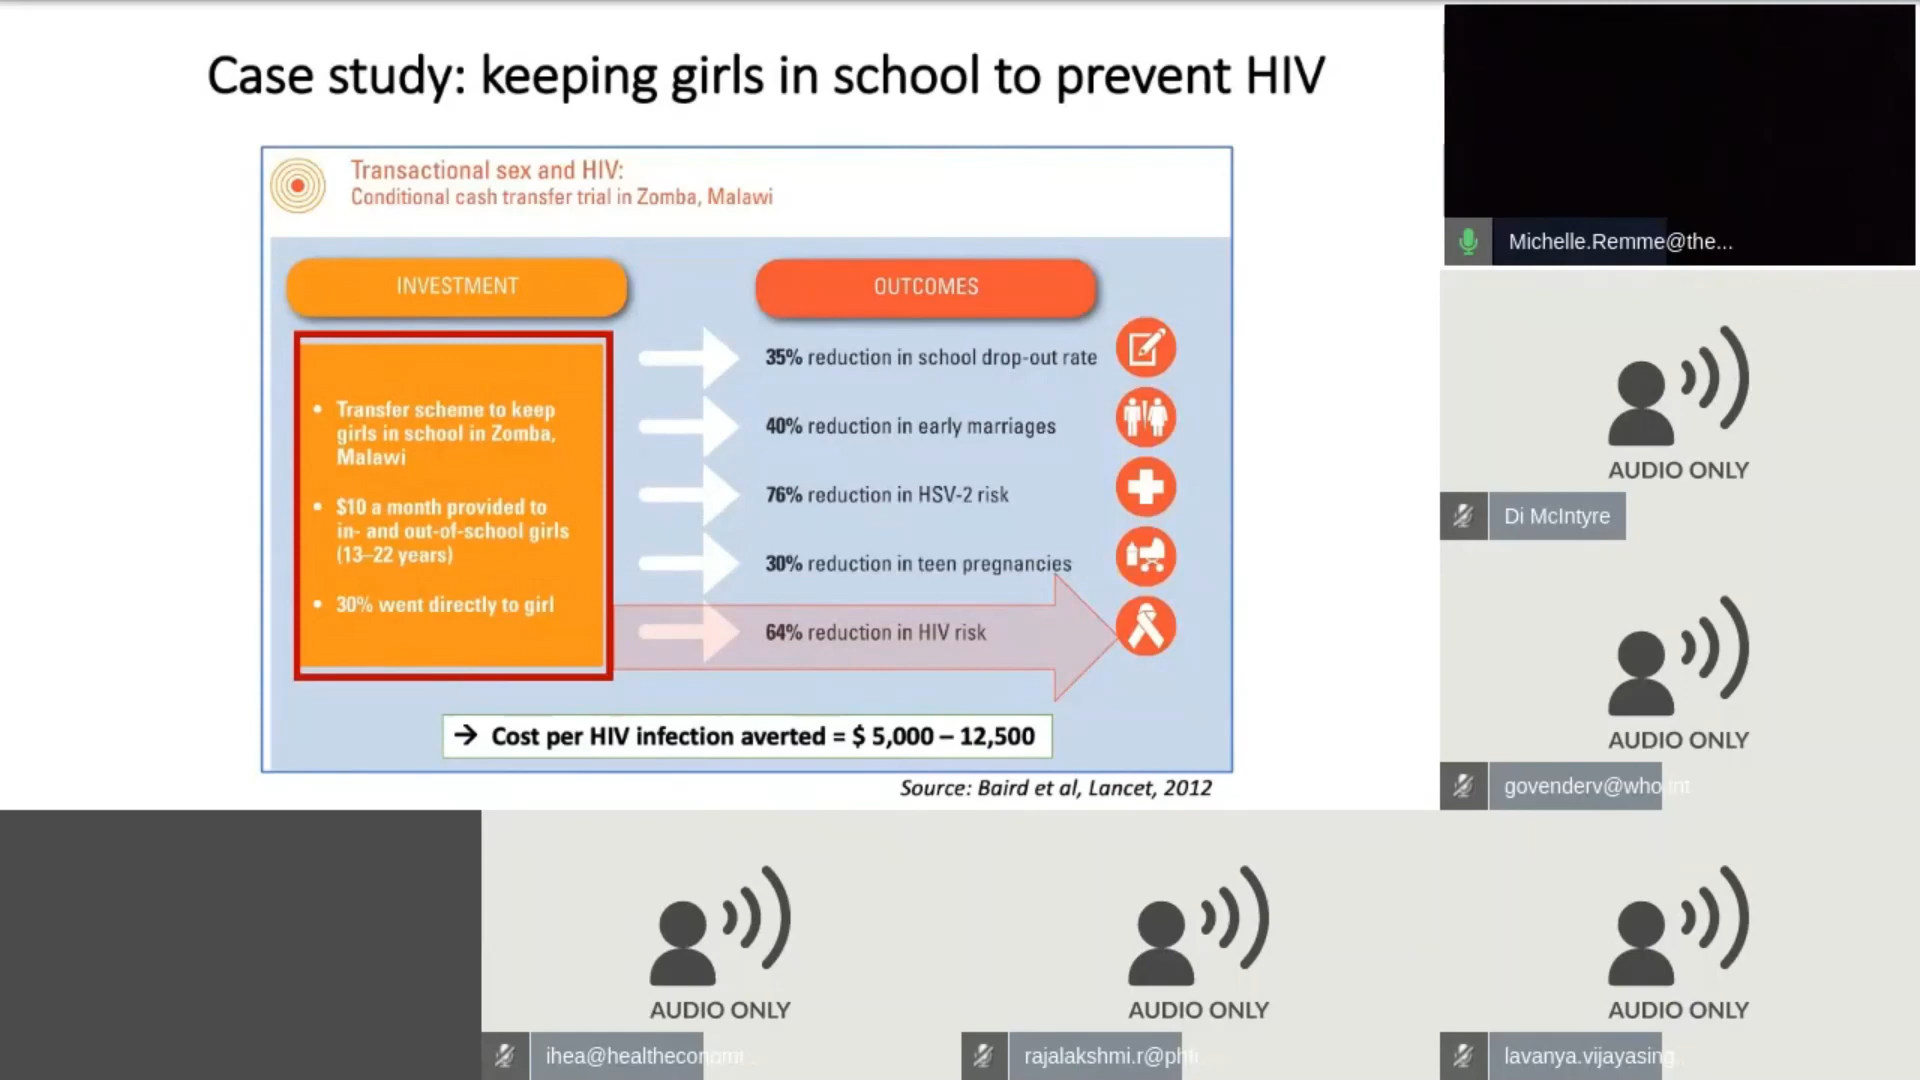 Case study: keeping girls in school to prevent HIV
Transactional sex and HIV:
Conditional cash transfer trial in Zomba, Malawi
INVESTMENT
OUTCOMES
• Transfer scheme to keep
girls in school in Zomba,
Malawi
• $10 a month provided to
in- and out-of-school girls
(13–22 years)
• 30% went directly to girl
35% reduction in school drop-out rate
40% reduction in early marriages
76% reduction in HSV-2 risk
30% reduction in teen pregnancies
64% reduction in HIV risk
→ Cost per HIV infection averted = $ 5,000 – 12,500
Source: Baird et al, Lancet, 2012
Michelle.Remme@the...
AUDIO ONLY
Di McIntyre
AUDIO ONLY
govenderv@who.int
AUDIO ONLY
ihea@healtheconomi...
AUDIO ONLY
rajalakshmi.r@phfi...
AUDIO ONLY
lavanya.vijayasing...